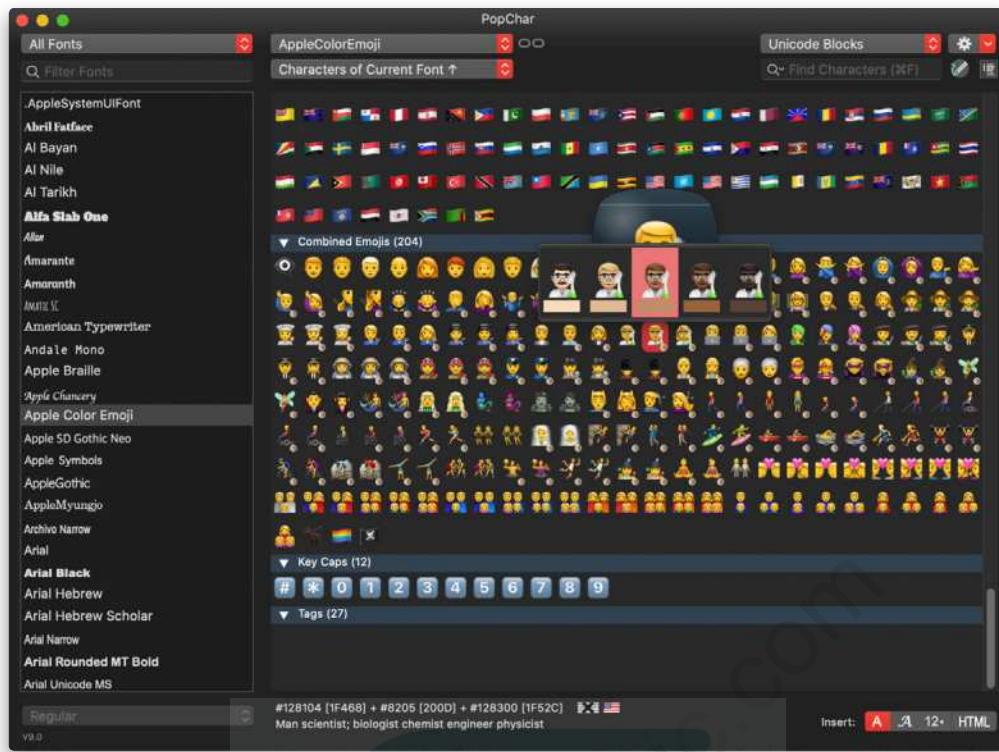 PopChar
All Fonts
AppleColorEmoji
Unicode Blocks
Filter Fonts
Characters of Current Font ↑
Find Characters (⌘F)
.AppleSystemUIFont
Abril Fatface
Al Bayan
Al Nile
Al Tarikh
Alfa Slab One
Allan
Amarante
Amaranth
Amatic SC
American Typewriter
Andale Mono
Apple Braille
Apple Chancery
Apple Color Emoji
Apple SD Gothic Neo
Apple Symbols
AppleGothic
AppleMyungjo
Archivo Narrow
Arial
Arial Black
Arial Hebrew
Arial Hebrew Scholar
Arial Narrow
Arial Rounded MT Bold
Arial Unicode MS
Combined Emojis (204)
Key Caps (12)
# * 0 1 2 3 4 5 6 7 8 9
Tags (27)
Regular
v9.0
#128104 [1F468] + #8205 [200D] + #128300 [1F52C]
Man scientist; biologist chemist engineer physicist
Insert: A A 12• HTML